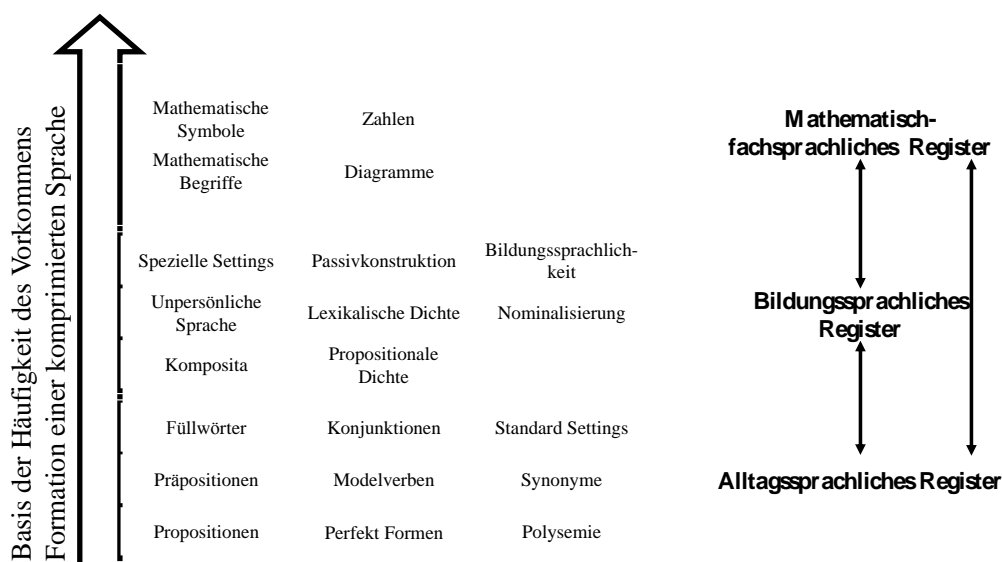 Basis der Häufigkeit des Vorkommens
Formation einer komprimierten Sprache
Mathematische
Symbole
Zahlen
Mathematische
Begriffe
Diagramme
Spezielle Settings
Passivkonstruktion
Bildungssprachlich-
keit
Unpersönliche
Sprache
Lexikalische Dichte
Nominalisierung
Komposita
Propositionale
Dichte
Füllwörter
Konjunktionen
Standard Settings
Präpositionen
Modelverben
Synonyme
Propositionen
Perfekt Formen
Polysemie
Mathematisch-
fachsprachliches Register
Bildungssprachliches
Register
Alltagssprachliches Register